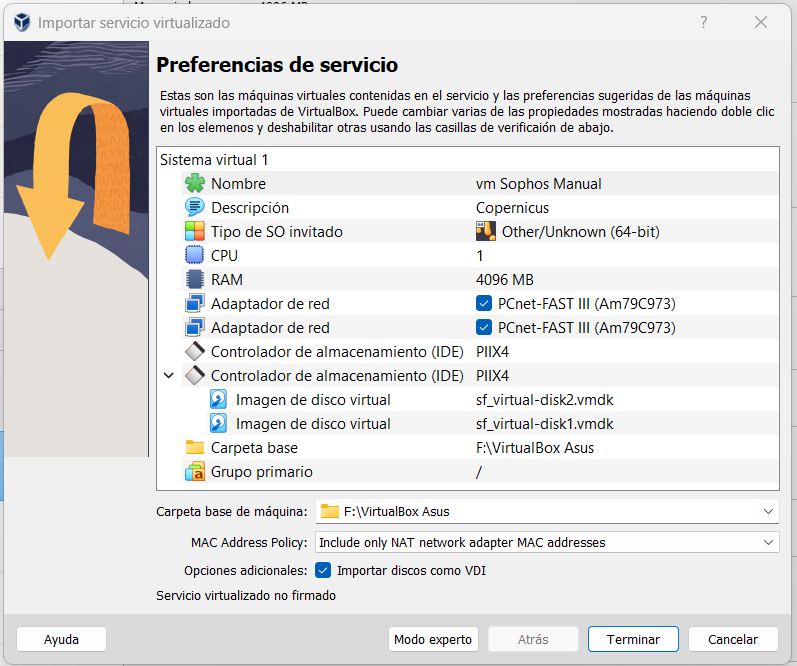 Importar servicio virtualizado
?
Preferencias de servicio
Estas son las máquinas virtuales contenidas en el servicio y las preferencias sugeridas de las máquinas
virtuales importadas de VirtualBox. Puede cambiar varias de las propiedades mostradas haciendo doble clic
en los elemenos y deshabilitar otras usando las casillas de verificaión de abajo.
Sistema virtual 1
Nombre vm Sophos Manual
Descripción Copernicus
Tipo de SO invitado 64 Other/Unknown (64-bit)
CPU 1
RAM 4096 MB
Adaptador de red PCnet-FAST III (Am79C973)
Adaptador de red PCnet-FAST III (Am79C973)
Controlador de almacenamiento (IDE) PIIX4
Controlador de almacenamiento (IDE) PIIX4
Imagen de disco virtual sf_virtual-disk2.vmdk
Imagen de disco virtual sf_virtual-disk1.vmdk
Carpeta base F:\VirtualBox Asus
a Grupo primario /
Carpeta base de máquina: F:\VirtualBox Asus
MAC Address Policy: Include only NAT network adapter MAC addresses
Opciones adicionales: Importar discos como VDI
Servicio virtualizado no firmado
Ayuda Modo experto Atrás Terminar Cancelar